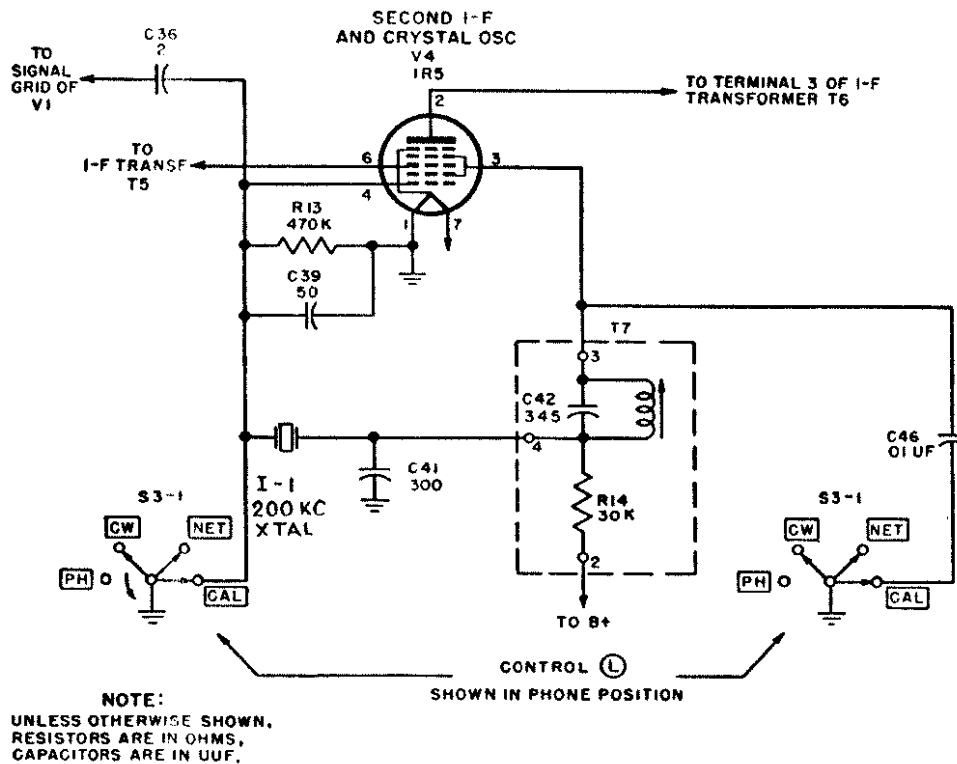 SECOND I-F
AND CRYSTAL OSC
V4
1R5
2
C36
2
TO
SIGNAL
GRID OF
V1
TO TERMINAL 3 OF I-F
TRANSFORMER T6
TO
I-F TRANSF
T5
6
3
4
1
7
R13
470K
C39
50
T7
3
C42
345
4
C41
300
C46
.01 UF
I-1
200 KC
XTAL
R14
30K
2
TO B+
S3-1
CW
NET
PH
CAL
S3-1
CW
NET
PH
CAL
CONTROL L
SHOWN IN PHONE POSITION
NOTE:
UNLESS OTHERWISE SHOWN,
RESISTORS ARE IN OHMS,
CAPACITORS ARE IN UUF.